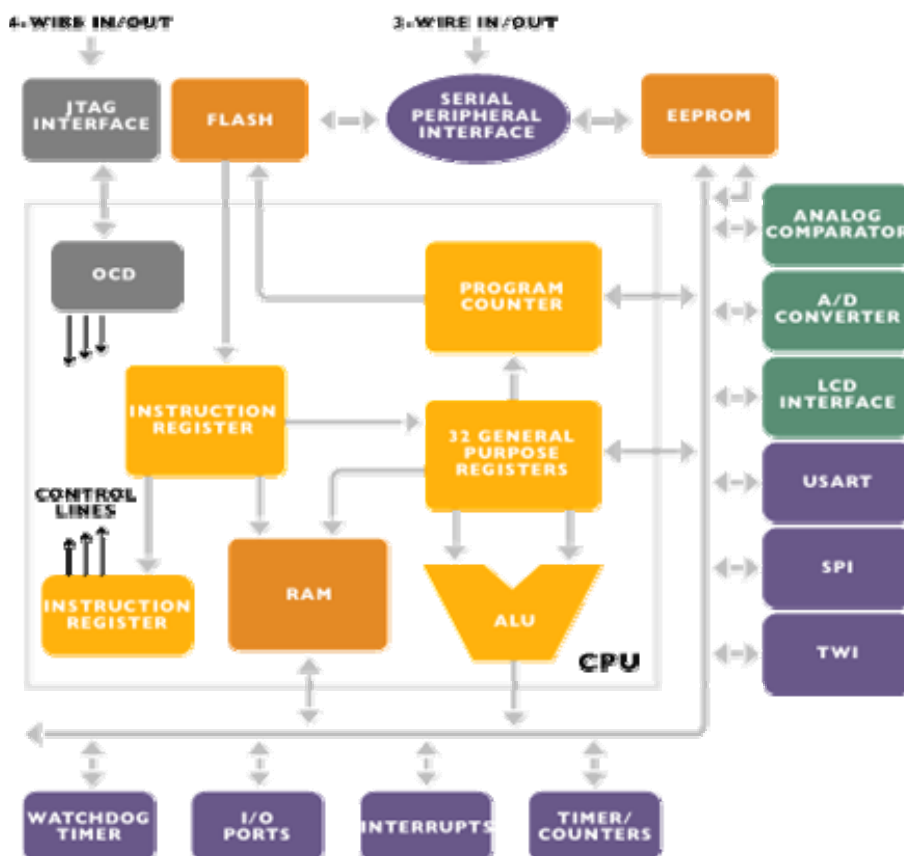 4-WIRE IN/OUT
3-WIRE IN/OUT
JTAG
INTERFACE
FLASH
SERIAL
PERIPHERAL
INTERFACE
EEPROM
ANALOG
COMPARATOR
OCD
PROGRAM
COUNTER
A/D
CONVERTER
LCD
INTERFACE
INSTRUCTION
REGISTER
32 GENERAL
PURPOSE
REGISTERS
USART
CONTROL
LINES
SPI
INSTRUCTION
REGISTER
RAM
ALU
TWI
CPU
WATCHDOG
TIMER
I/O
PORTS
INTERRUPTS
TIMER/
COUNTERS